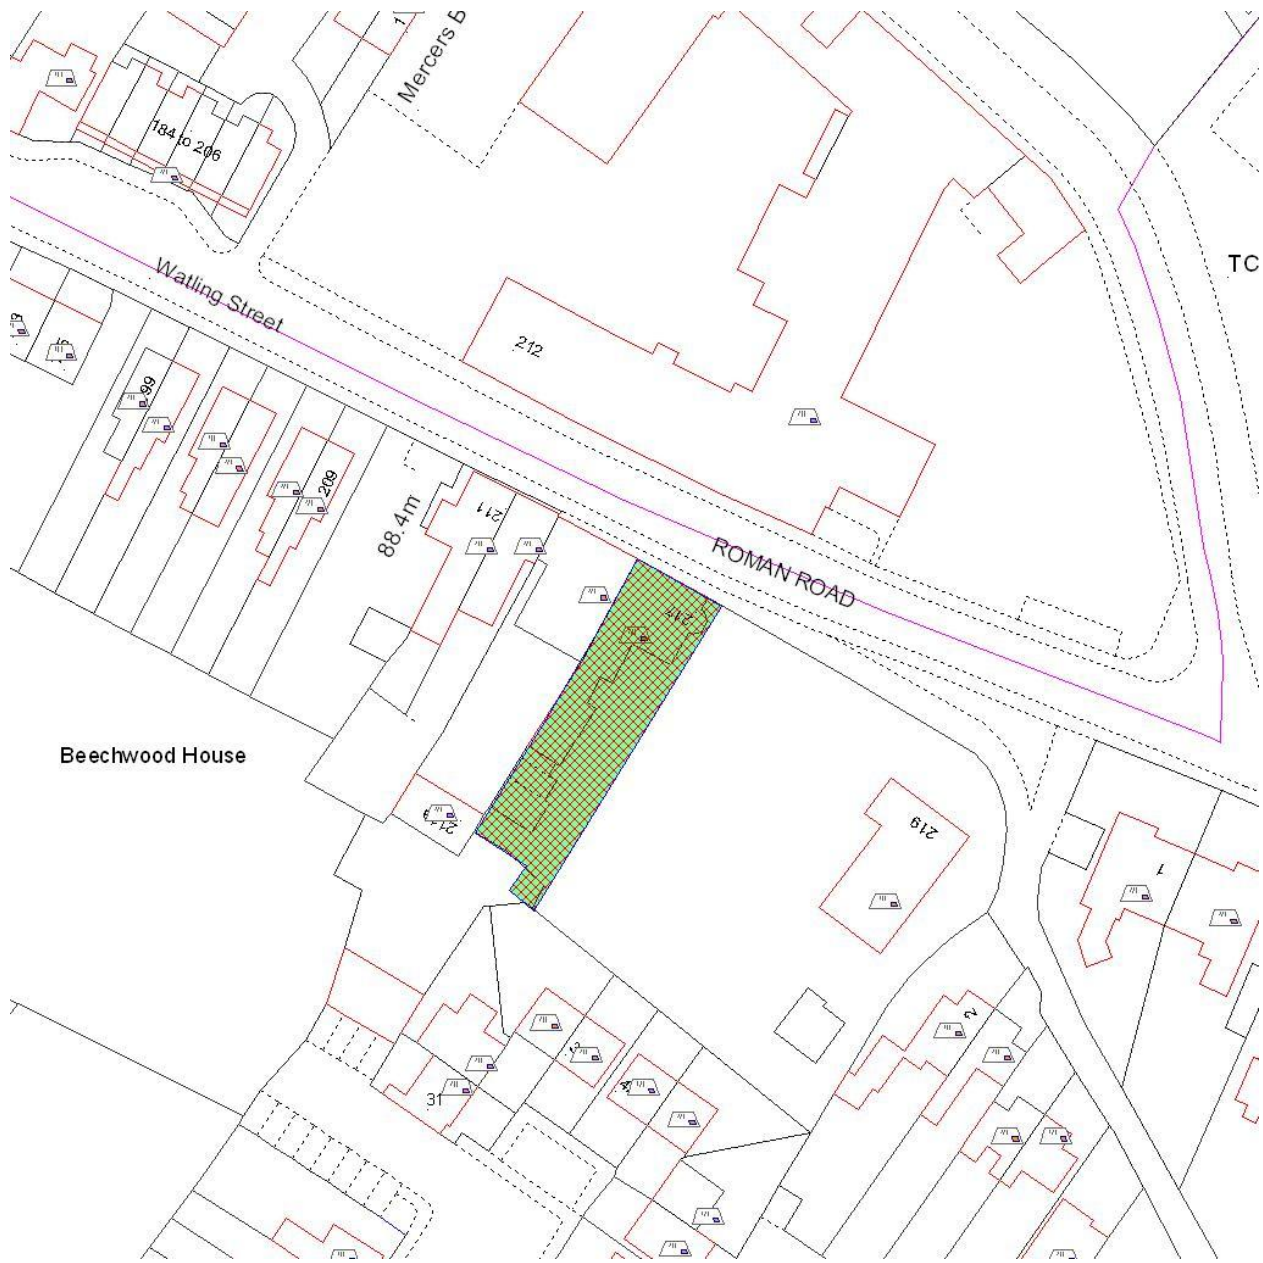 Mercers
184 to 206
TC
Watling Street
212
99
209
211
88.4m
ROMAN ROAD
Beechwood House
219
1
2
31